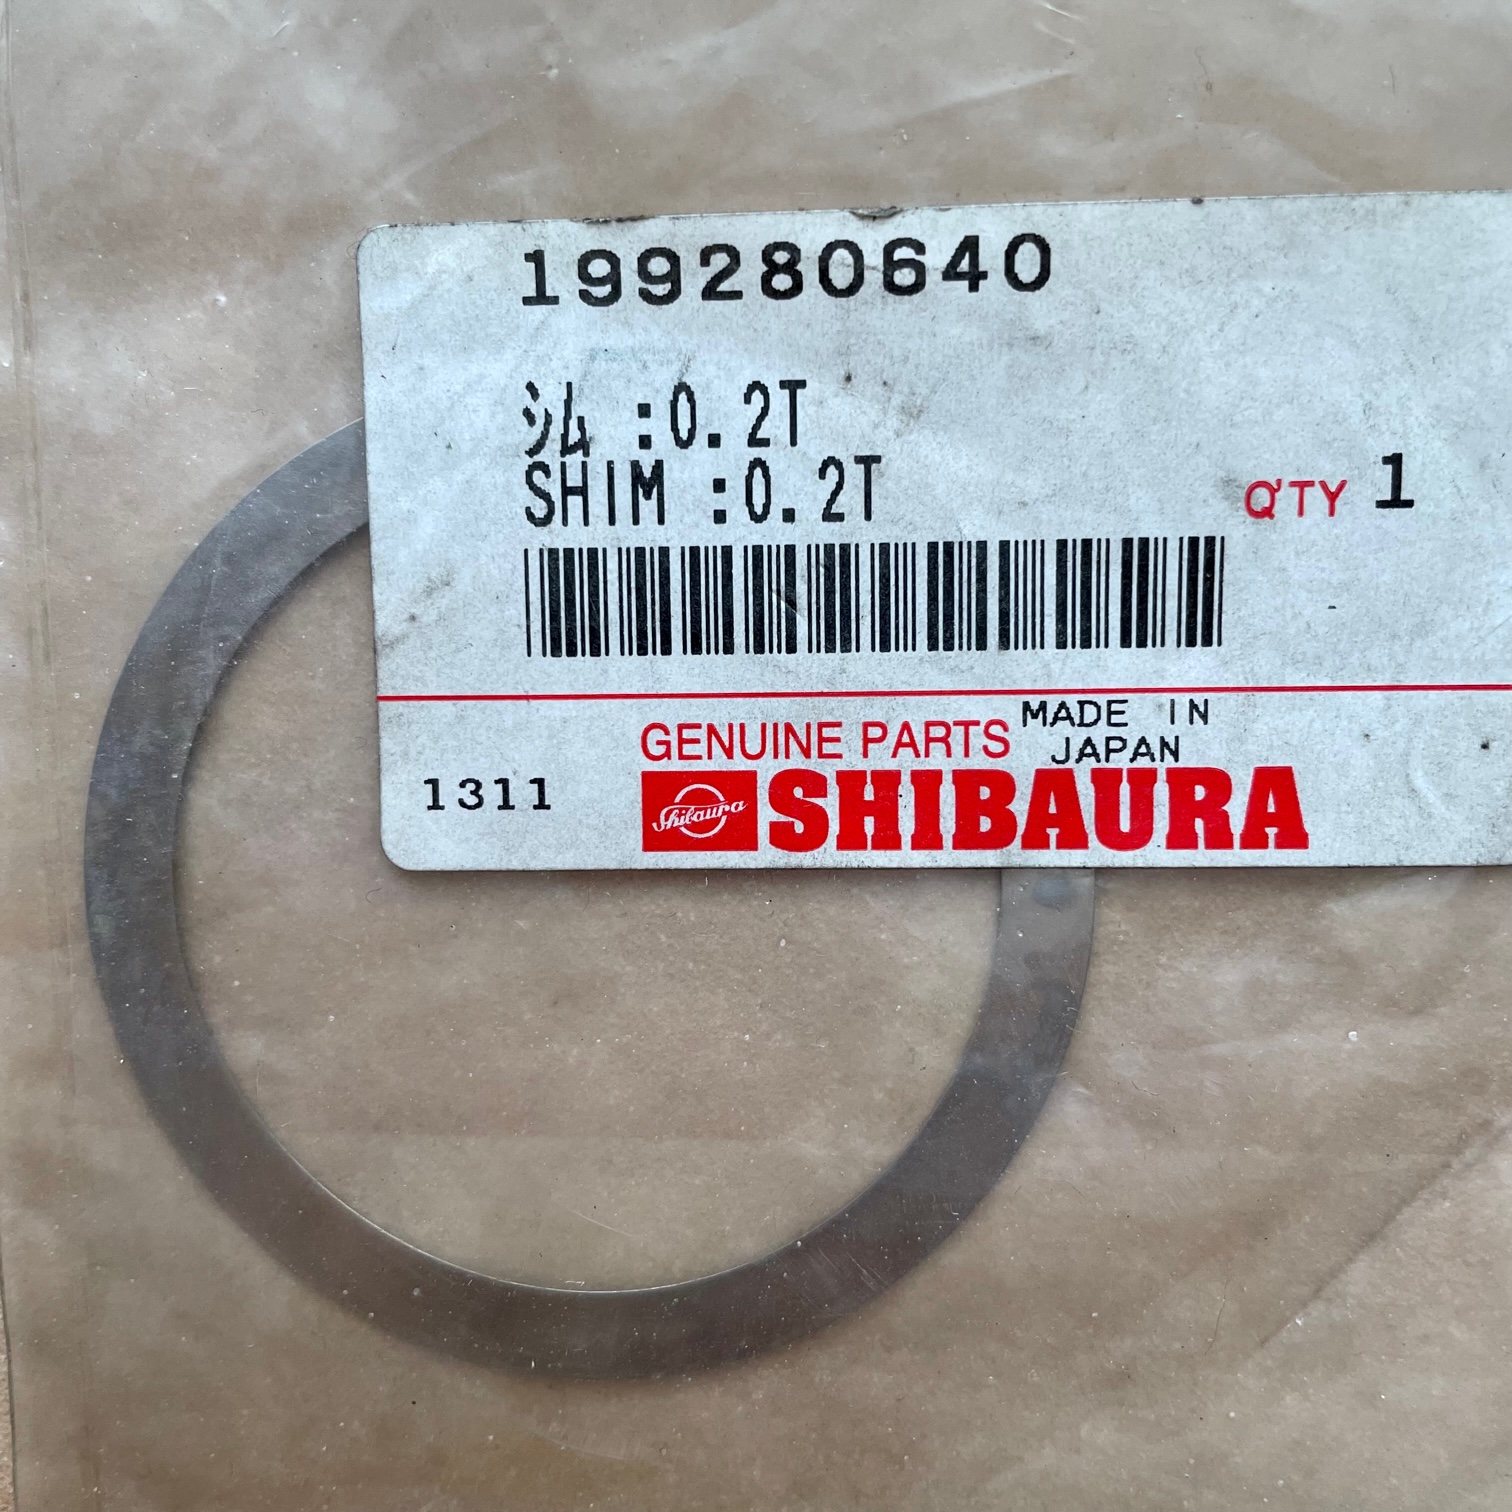 199280640
シム :0.2T
SHIM :0.2T
Q'TY 1
GENUINE PARTS
MADE IN
JAPAN
1311
Shibaura
SHIBAURA